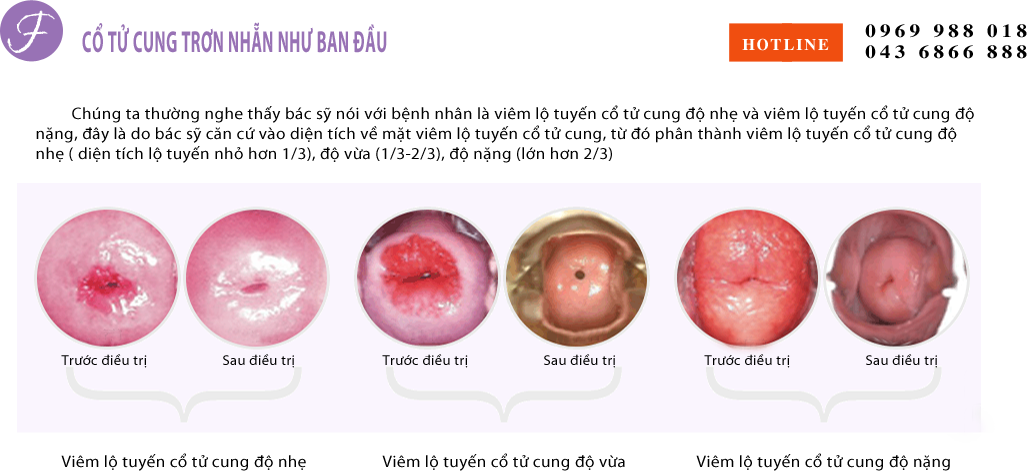 F
CỔ TỬ CUNG TRƠN NHẴN NHƯ BAN ĐẦU
HOTLINE
0969 988 018
043 6866 888
Chúng ta thường nghe thấy bác sỹ nói với bệnh nhân là viêm lộ tuyến cổ tử cung độ nhẹ và viêm lộ tuyến cổ tử cung độ
nặng, đây là do bác sỹ căn cứ vào diện tích về mặt viêm lộ tuyến cổ tử cung, từ đó phân thành viêm lộ tuyến cổ tử cung độ
nhẹ ( diện tích lộ tuyến nhỏ hơn 1/3), độ vừa (1/3-2/3), độ nặng (lớn hơn 2/3)
Trước điều trị
Sau điều trị
Trước điều trị
Sau điều trị
Trước điều trị
Sau điều trị
Viêm lộ tuyến cổ tử cung độ nhẹ
Viêm lộ tuyến cổ tử cung độ vừa
Viêm lộ tuyến cổ tử cung độ nặng